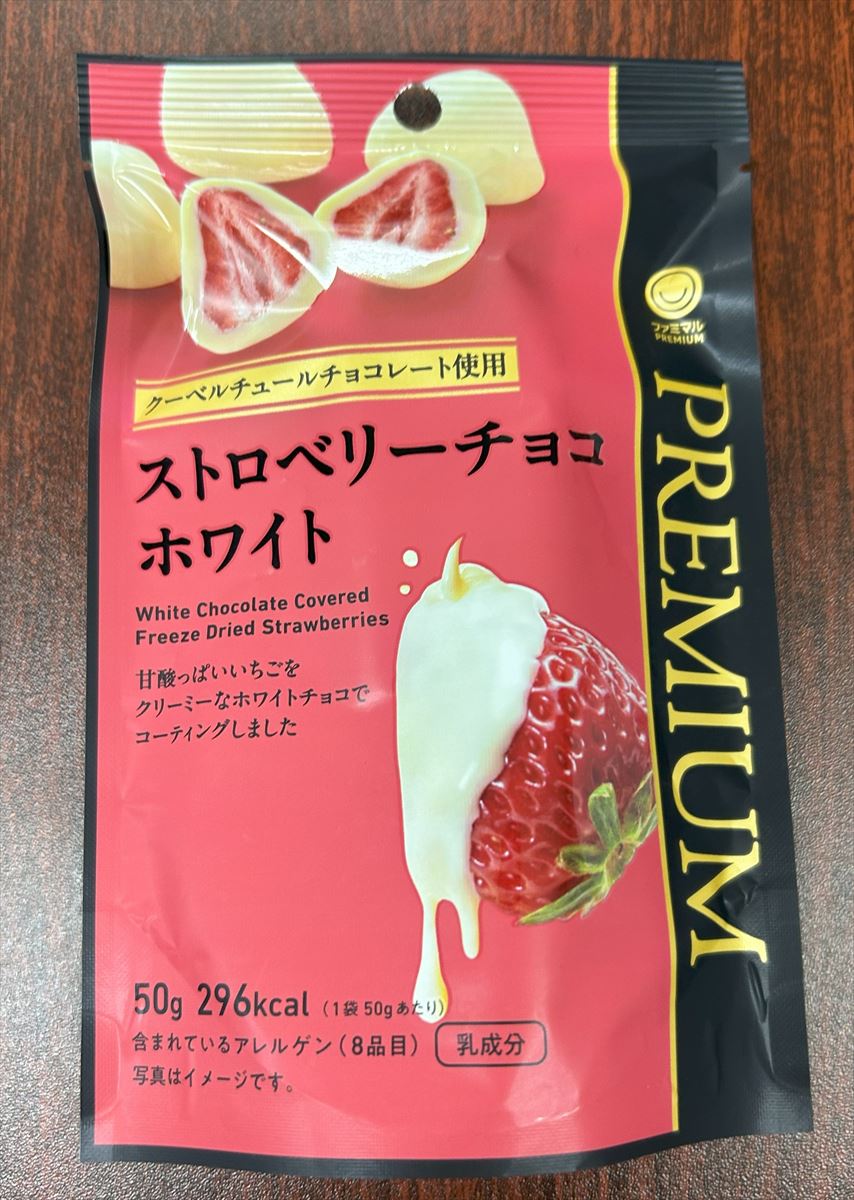 クーベルチュールチョコレート使用
ストロベリーチョコ
ホワイト
White Chocolate Covered
Freeze Dried Strawberries
甘酸っぱいいちごを
クリーミーなホワイトチョコで
コーティングしました
50g 296kcal (1袋 50gあたり)
含まれているアレルゲン(8品目) 乳成分
写真はイメージです。
ファミマル
PREMIUM
PREMIUM